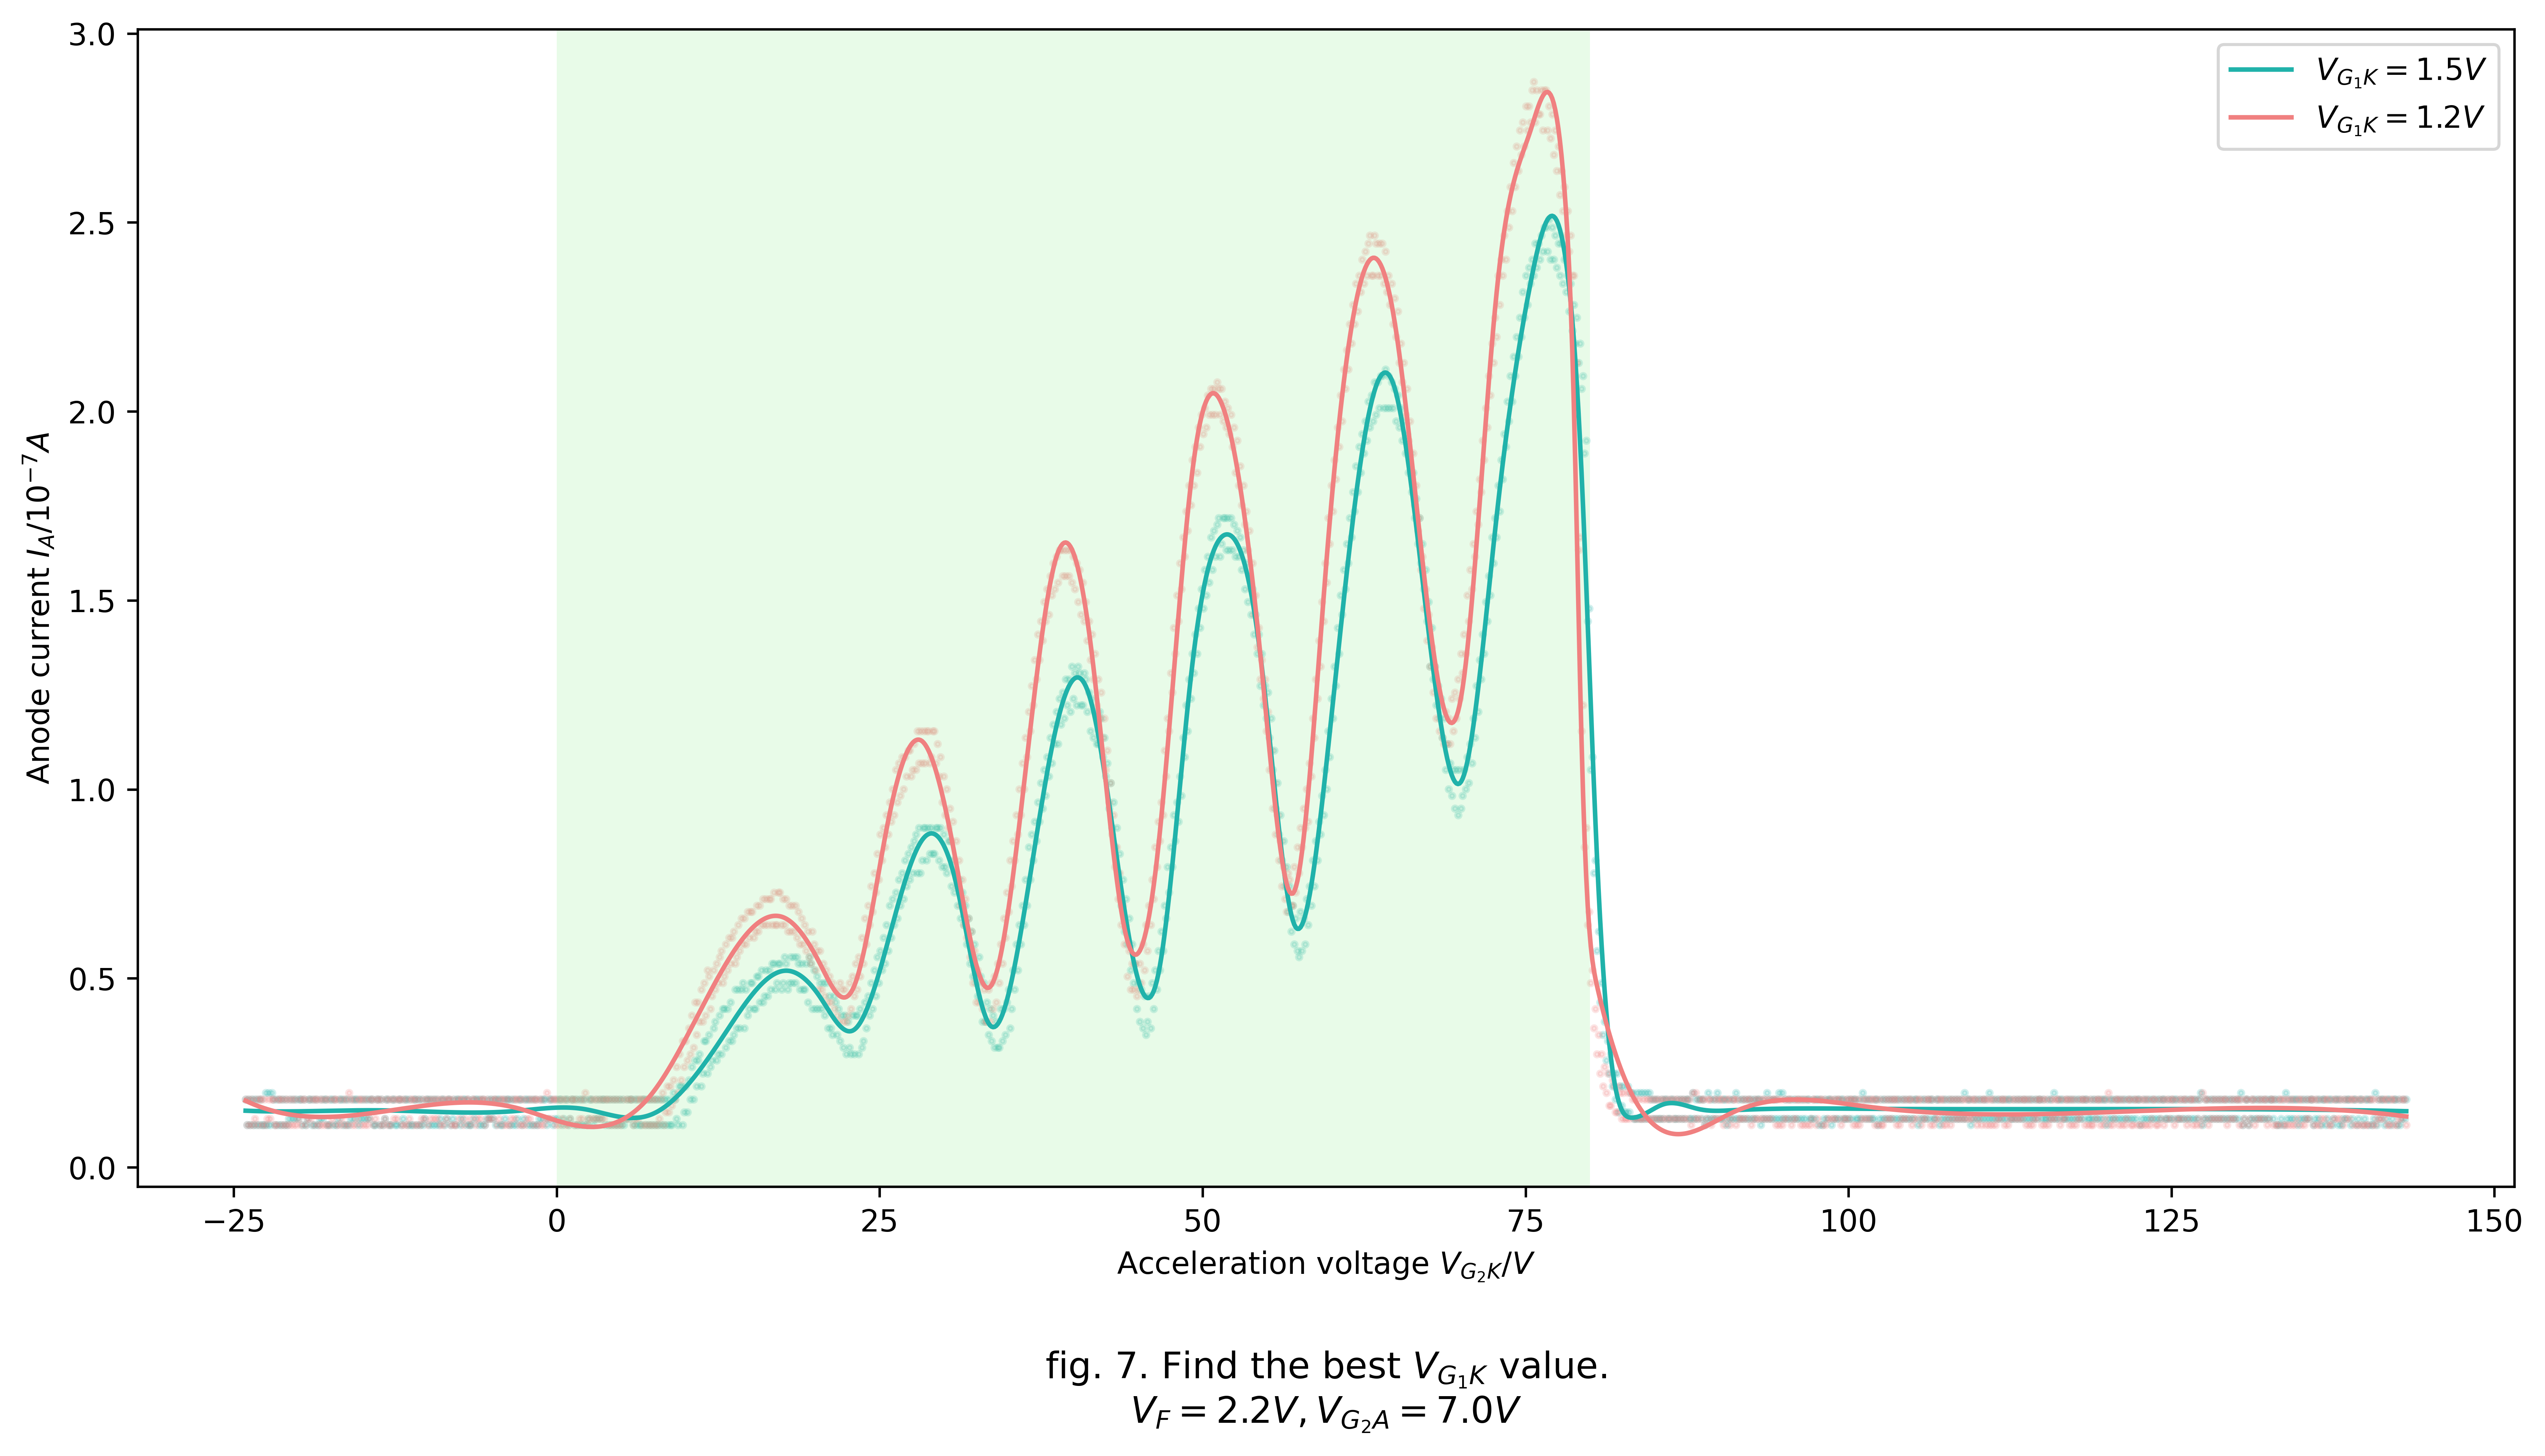 3.0
2.5
2.0
1.5
1.0
0.5
0.0
Anode current I_A/10^{-7}A
V_{G_1K} = 1.5V
V_{G_1K} = 1.2V
−25 0 25 50 75 100 125 150
Acceleration voltage V_{G_2K}/V
fig. 7. Find the best V_{G_1K} value.
V_F = 2.2V, V_{G_2A} = 7.0V